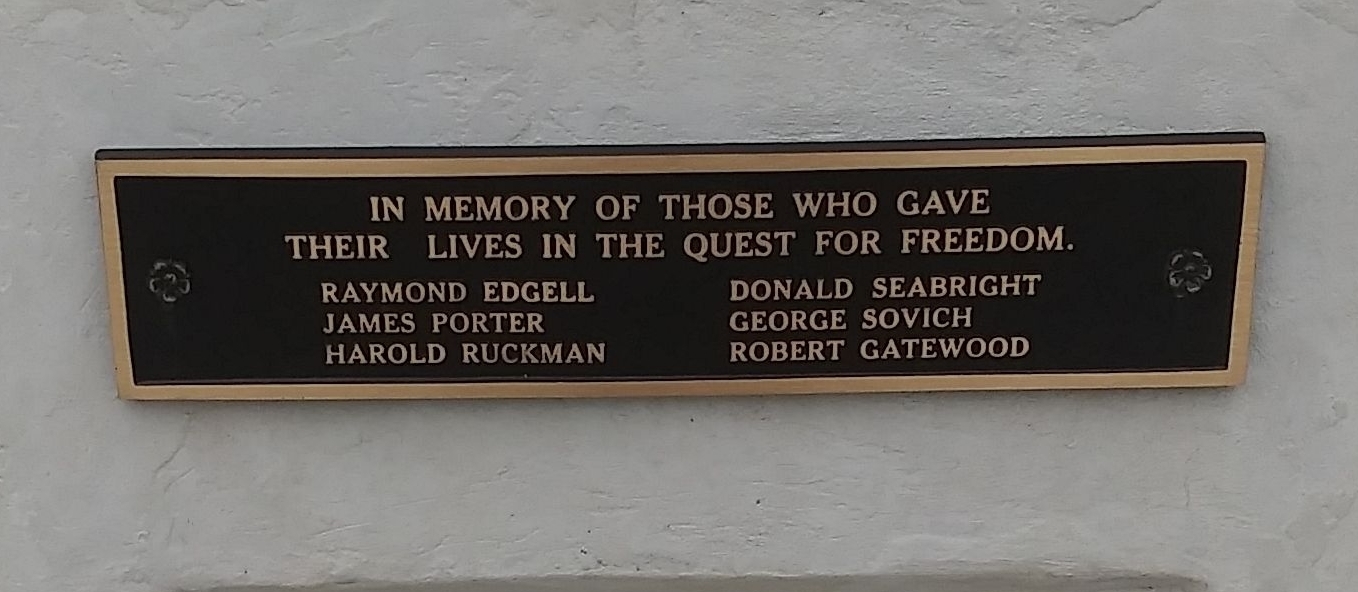 IN MEMORY OF THOSE WHO GAVE
THEIR LIVES IN THE QUEST FOR FREEDOM.
RAYMOND EDGELL
JAMES PORTER
HAROLD RUCKMAN
DONALD SEABRIGHT
GEORGE SOVICH
ROBERT GATEWOOD